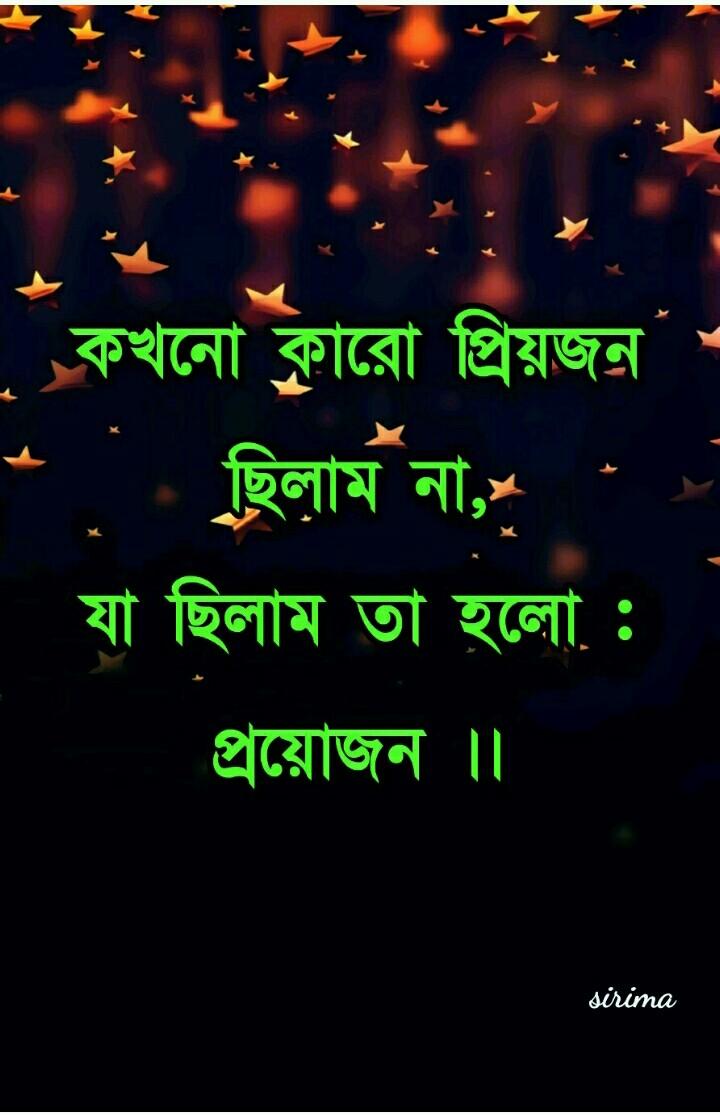 কখনো কারো প্রিয়জন
ছিলাম না,
যা ছিলাম তা হলো :
প্রয়োজন ।।
sirima